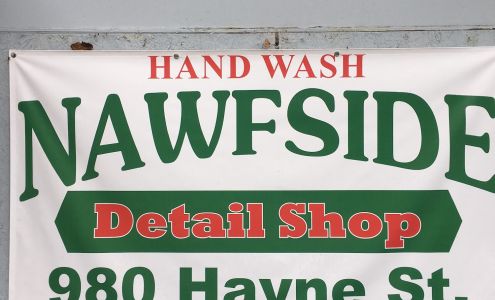 HAND WASH
NAWFSIDE
Detail Shop
980 Hayne St.